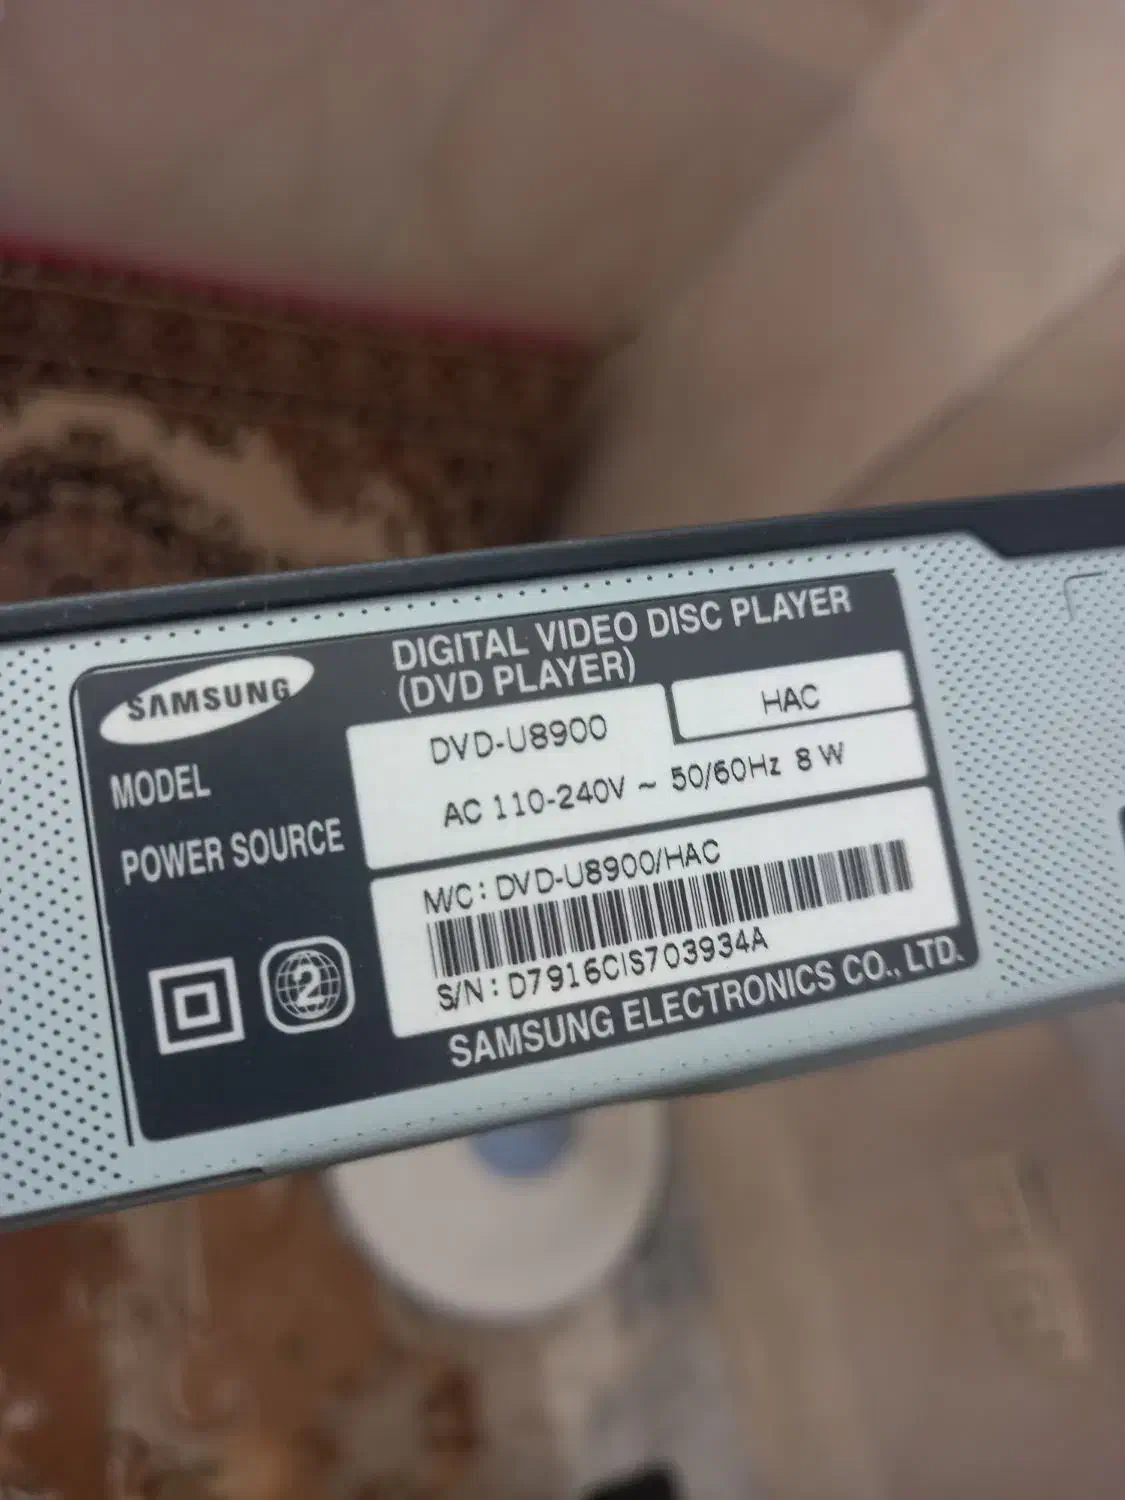 SAMSUNG
DIGITAL VIDEO DISC PLAYER
(DVD PLAYER)
MODEL
DVD-U8900
HAC
POWER SOURCE
AC 110-240V ~ 50/60Hz 8 W
M/C: DVD-U8900/HAC
S/N: D7916CIS703934A
2
SAMSUNG ELECTRONICS CO., LTD.